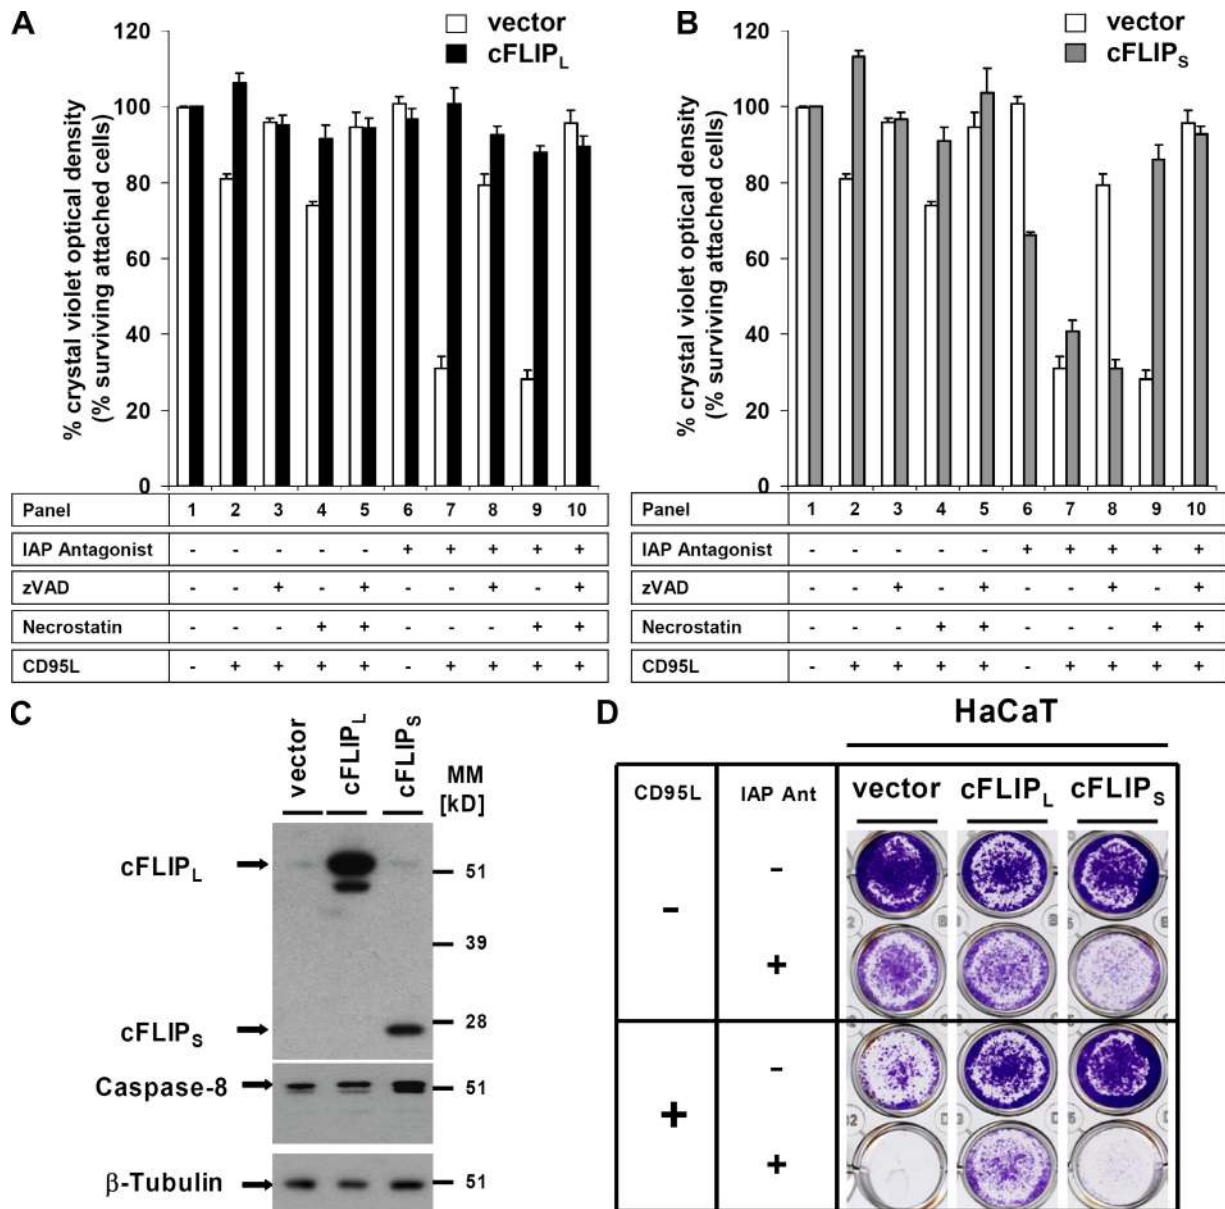 A
vector
cFLIPL
% crystal violet optical density
(% surviving attached cells)
120
100
80
60
40
20
0
Panel 1 2 3 4 5 6 7 8 9 10
IAP Antagonist - - - - - + + + + +
zVAD - - + - + - - + - +
Necrostatin - - - + + - - - + +
CD95L - + + + + - + + + +
B
vector
cFLIPS
% crystal violet optical density
(% surviving attached cells)
120
100
80
60
40
20
0
Panel 1 2 3 4 5 6 7 8 9 10
IAP Antagonist - - - - - + + + + +
zVAD - - + - + - - + - +
Necrostatin - - - + + - - - + +
CD95L - + + + + - + + + +
C
vector
cFLIPL
cFLIPS
MM
[kD]
cFLIPL
51
39
cFLIPS
28
Caspase-8
51
β-Tubulin
51
D
HaCaT
CD95L IAP Ant vector cFLIPL cFLIPS
-
-
+
+
-
+